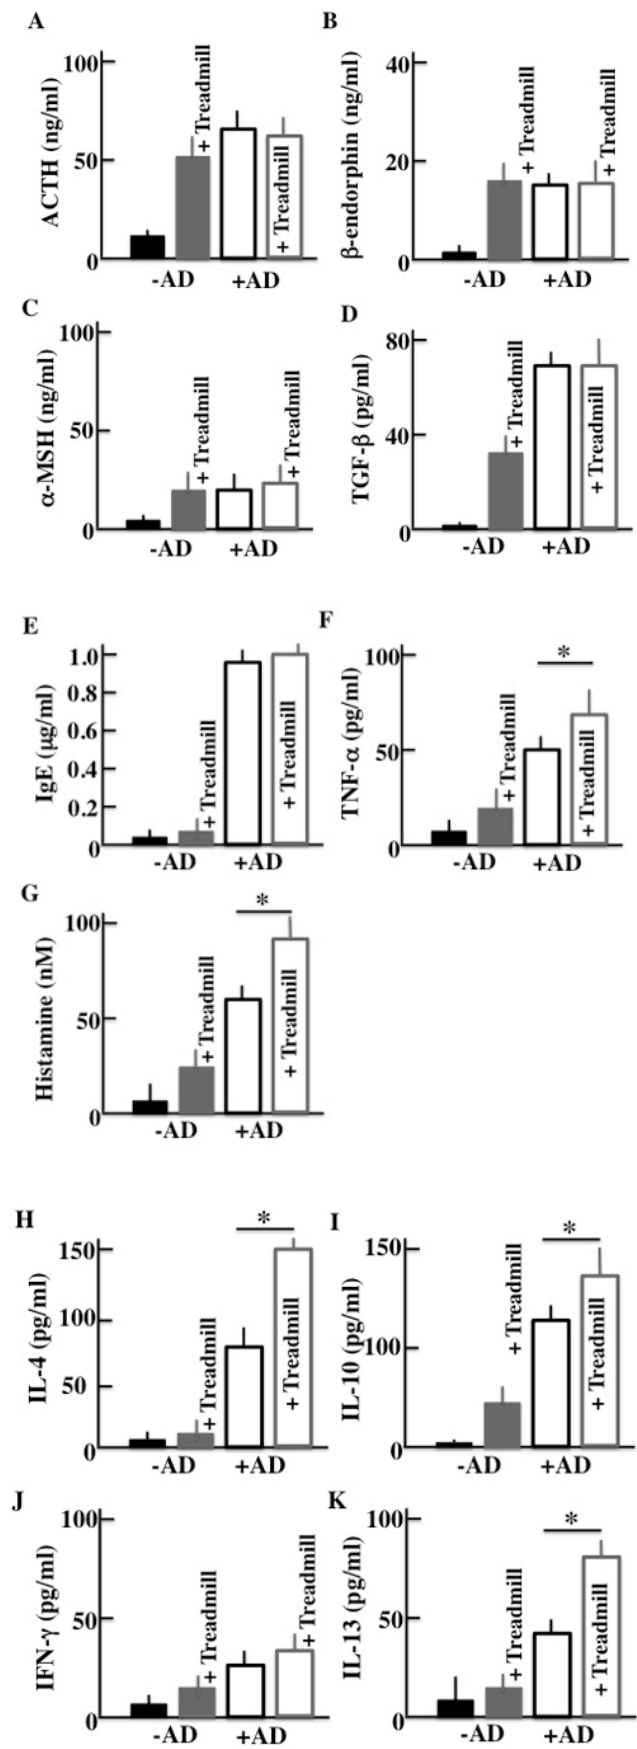 A
ACTH (ng/ml)
100
50
0
+ Treadmill
+ Treadmill
-AD
+AD
B
β-endorphin (ng/ml)
40
20
0
+ Treadmill
+ Treadmill
-AD
+AD
C
α-MSH (ng/ml)
100
50
0
+ Treadmill
+ Treadmill
-AD
+AD
D
TGF-β (pg/ml)
80
40
0
+ Treadmill
+ Treadmill
-AD
+AD
E
IgE (μg/ml)
1.0
0.8
0.6
0.4
0.2
0
+ Treadmill
+ Treadmill
-AD
+AD
F
TNF-α (pg/ml)
100
50
0
+ Treadmill
+ Treadmill
*
-AD
+AD
G
Histamine (nM)
100
50
0
+ Treadmill
+ Treadmill
*
-AD
+AD
H
IL-4 (pg/ml)
150
100
50
0
+ Treadmill
+ Treadmill
*
-AD
+AD
I
IL-10 (pg/ml)
150
100
0
+ Treadmill
+ Treadmill
*
-AD
+AD
J
IFN-γ (pg/ml)
100
50
0
+ Treadmill
+ Treadmill
-AD
+AD
K
IL-13 (pg/ml)
100
50
0
+ Treadmill
+ Treadmill
*
-AD
+AD